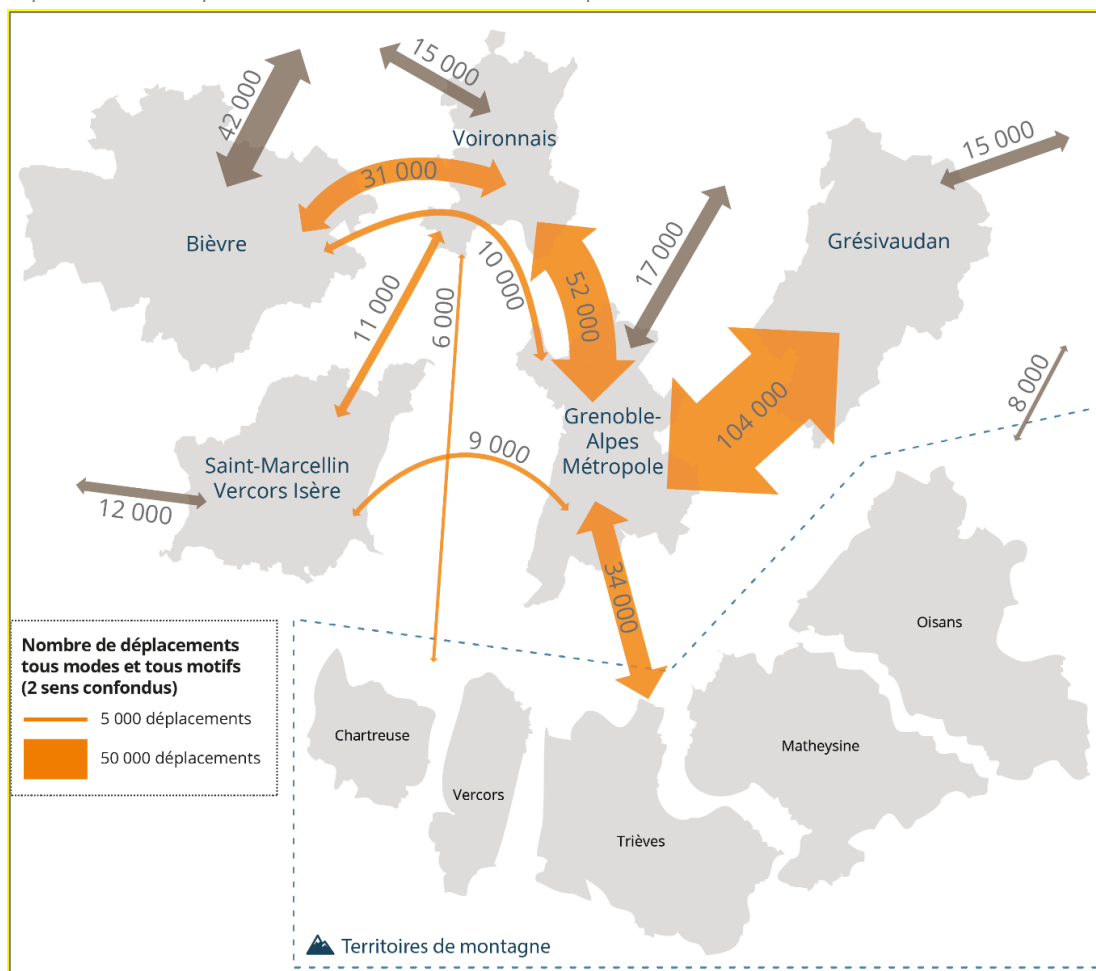 42 000
15 000
Voironnais
15 000
31 000
Bièvre
17 000
Grésivaudan
10 000
52 000
11 000
6 000
8 000
104 000
Grenoble-
Alpes
Métropole
9 000
Saint-Marcellin
Vercors Isère
12 000
34 000
Nombre de déplacements
tous modes et tous motifs
(2 sens confondus)
5 000 déplacements
50 000 déplacements
Oisans
Chartreuse
Matheysine
Vercors
Trièves
Territoires de montagne